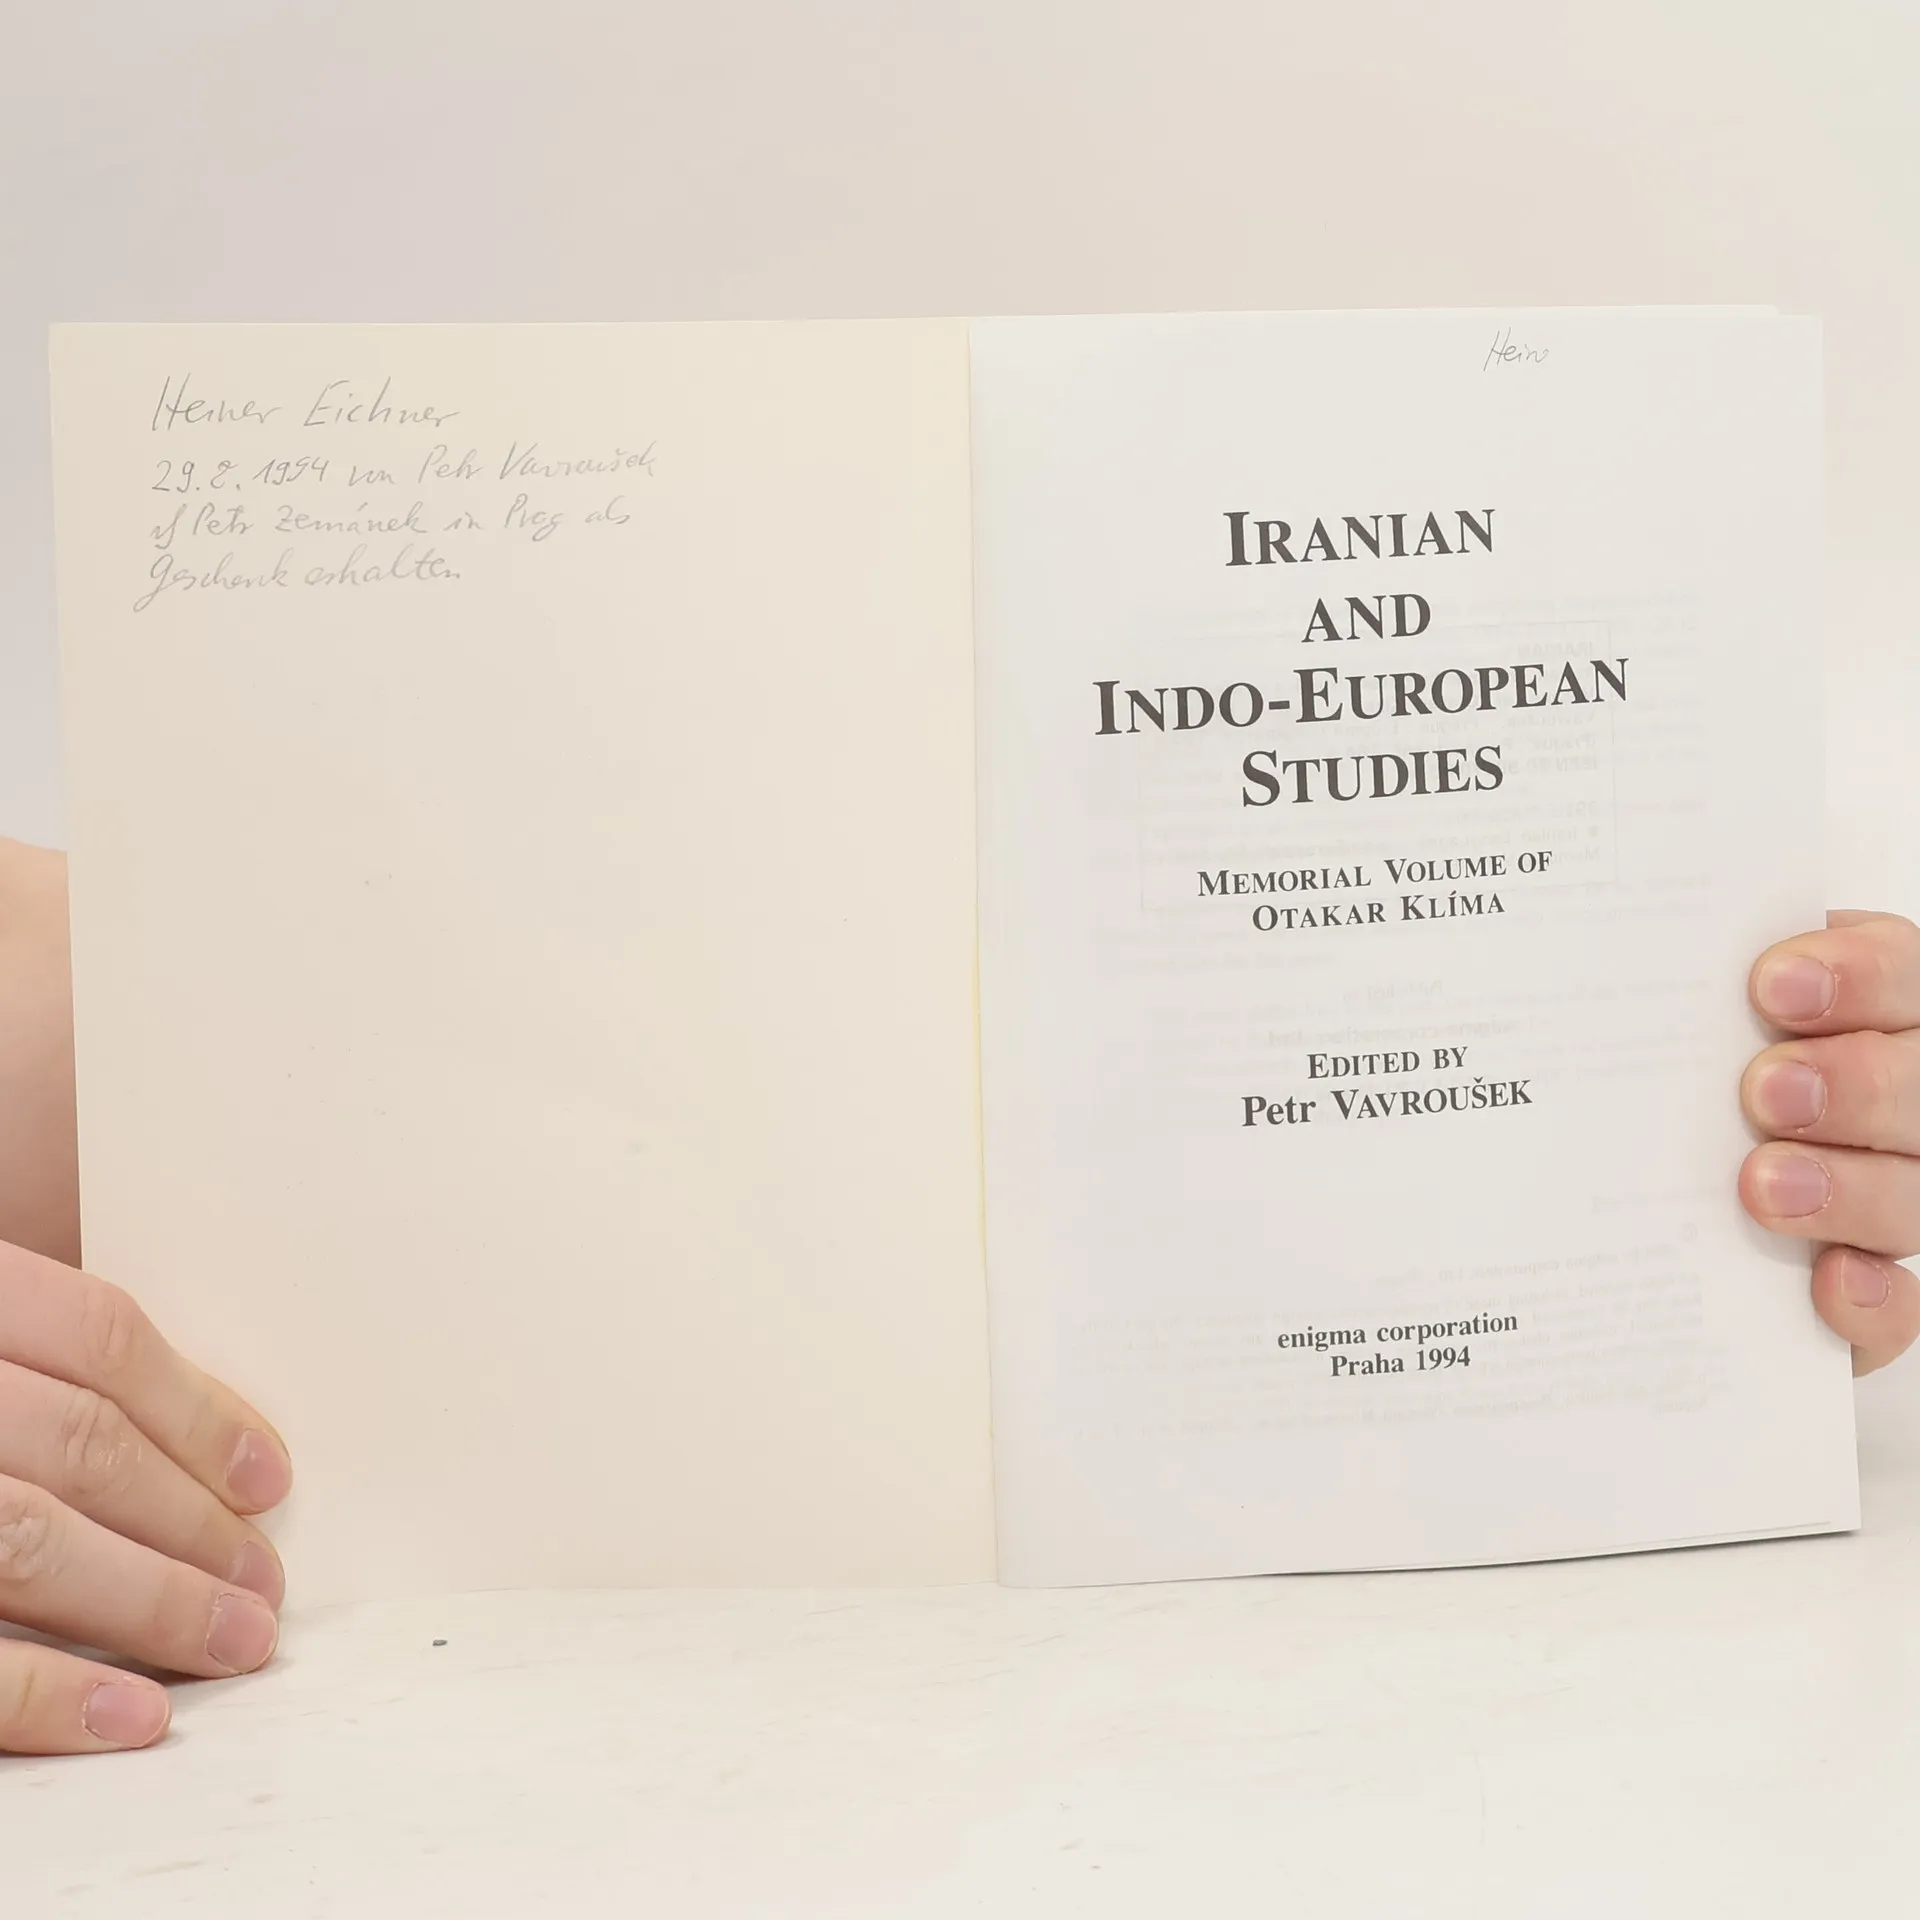 Heiner Eichner
29. 8. 1994 von Petr Vavroušek
Petr Zemánek in Prag als
Geschenk erhalten
Hein
IRANIAN
AND
INDO-EUROPEAN
STUDIES
MEMORIAL VOLUME OF
OTAKAR KLÍMA
EDITED BY
Petr VAVROUŠEK
enigma corporation
Praha 1994